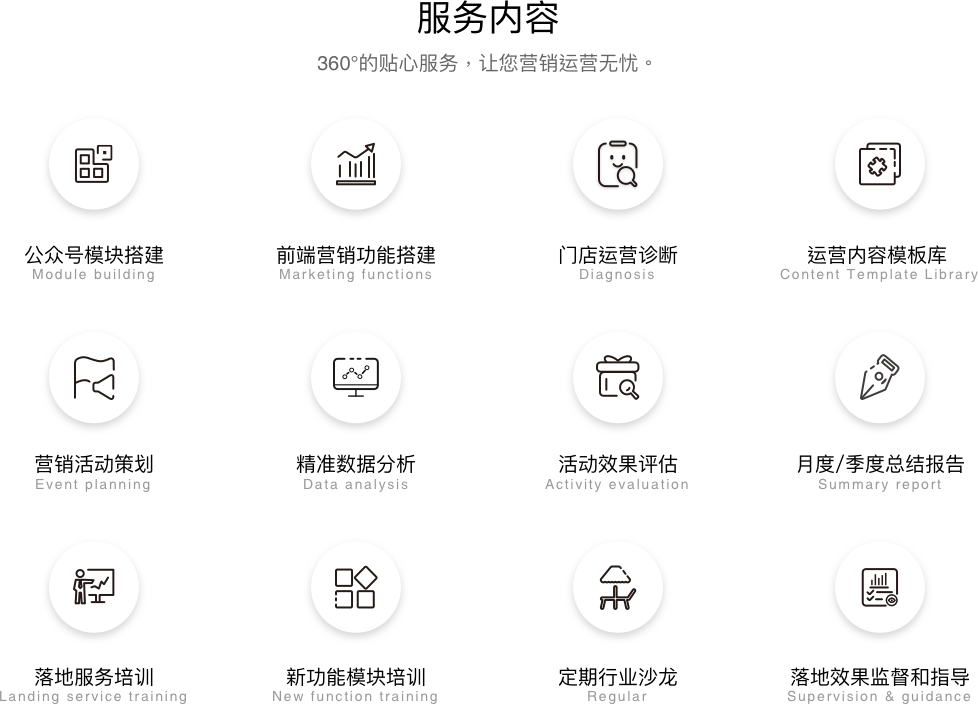 服务内容
360°的贴心服务，让您营销运营无忧。
公众号模块搭建
Module building
前端营销功能搭建
Marketing functions
门店运营诊断
Diagnosis
运营内容模板库
Content Template Library
营销活动策划
Event planning
精准数据分析
Data analysis
活动效果评估
Activity evaluation
月度/季度总结报告
Summary report
落地服务培训
Landing service training
新功能模块培训
New function training
定期行业沙龙
Regular
落地效果监督和指导
Supervision & guidance